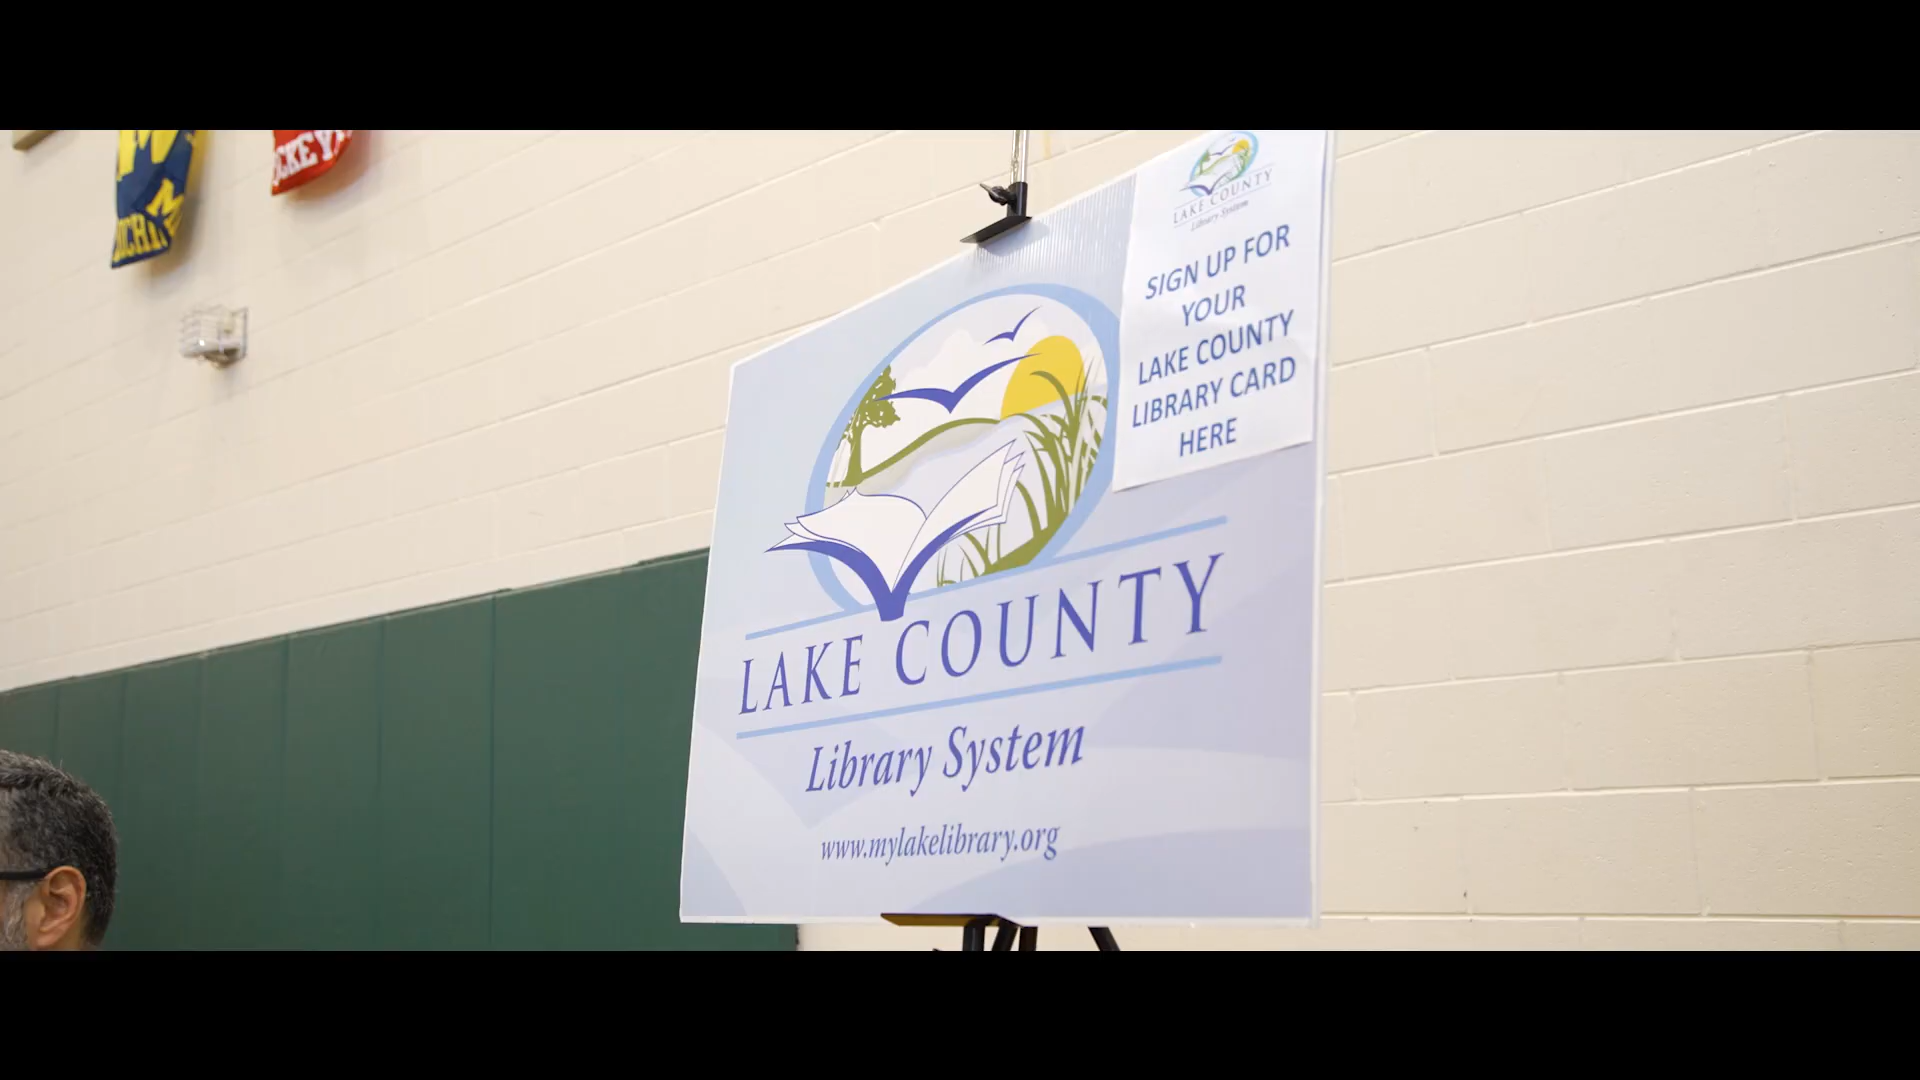 LAKE COUNTY
Library System
SIGN UP FOR
YOUR
LAKE COUNTY
LIBRARY CARD
HERE
LAKE COUNTY
Library System
www.mylakelibrary.org